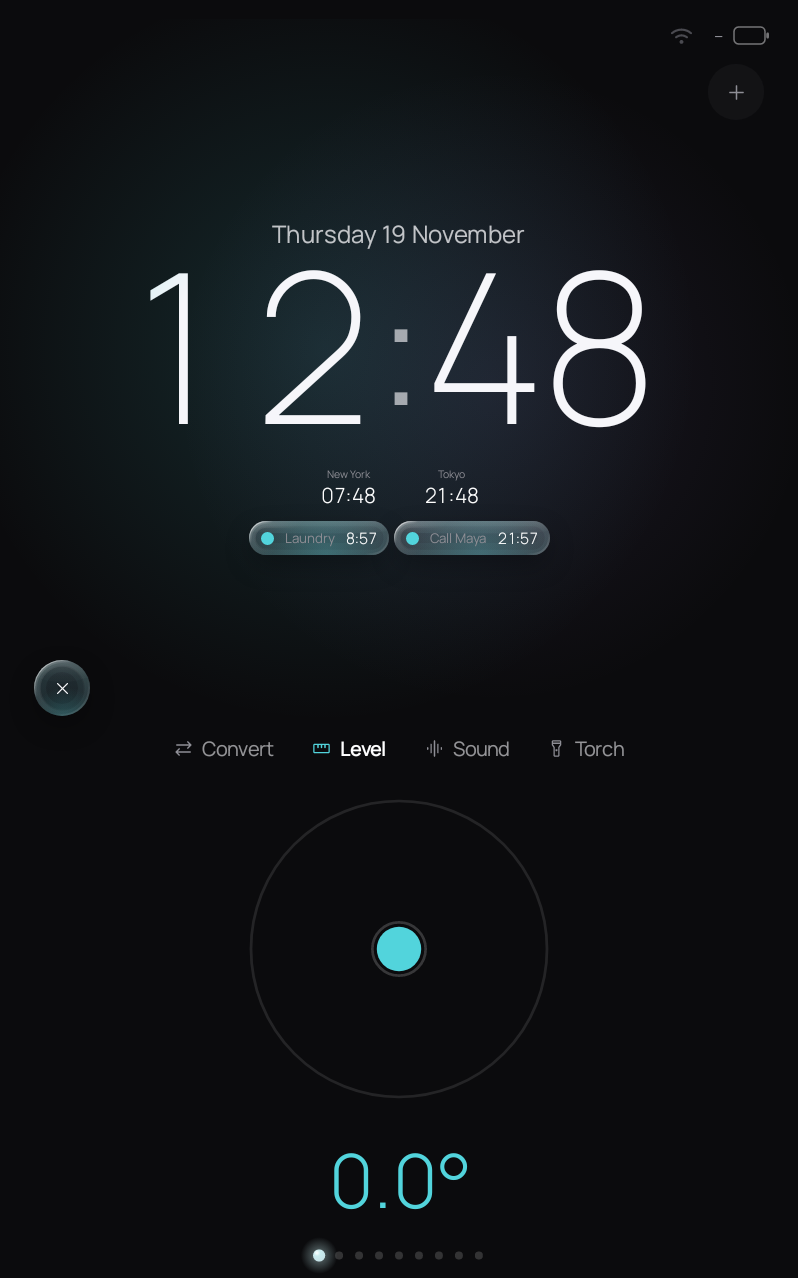 Thursday 19 November
12:48
New York Tokyo
07:48 21:48
Laundry 8:57 Call Maya 21:57
Convert Level Sound Torch
0.0°